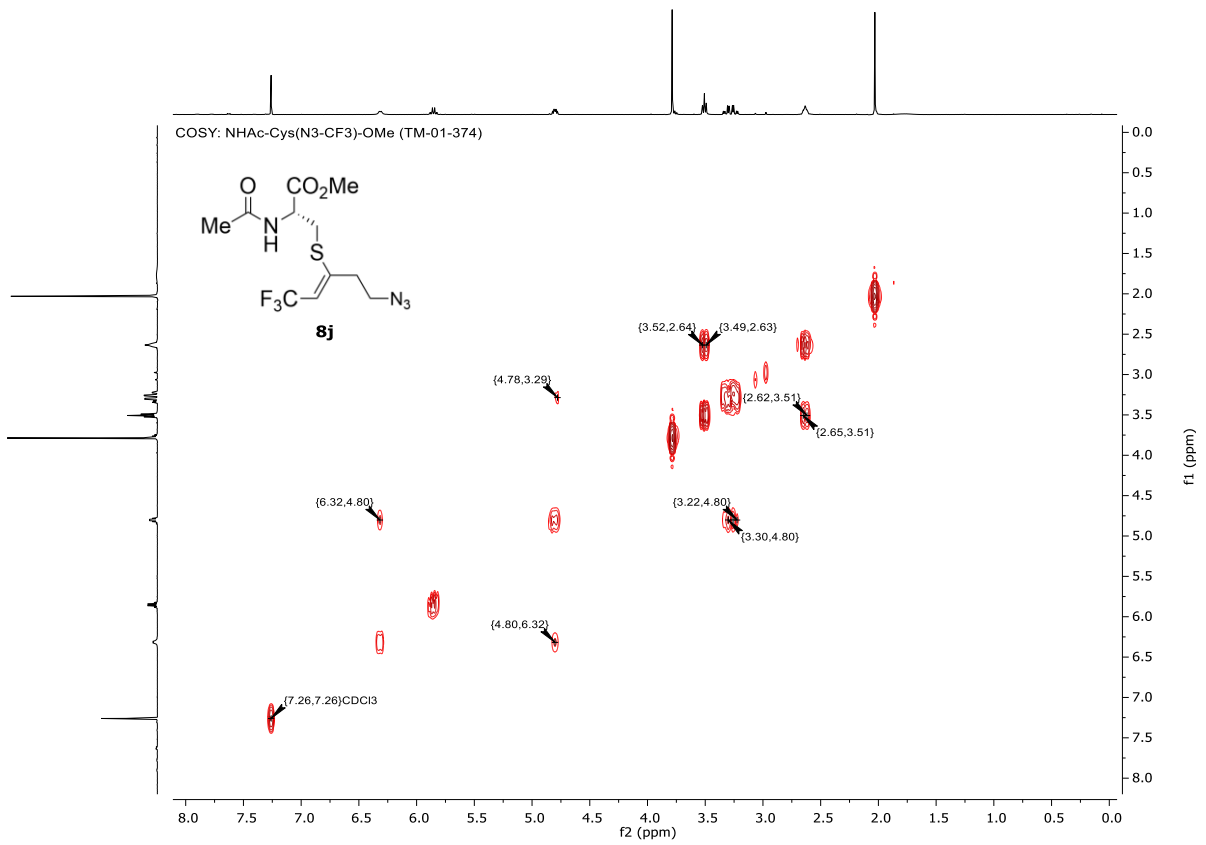 COSY: NHAc-Cys(N3-CF3)-OMe (TM-01-374)
O
CO₂Me
Me
N
H
S
F₃C
N₃
8j
{3.52,2.64}
{3.49,2.63}
{4.78,3.29}
{2.62,3.51}
{2.65,3.51}
{6.32,4.80}
{3.22,4.80}
{3.30,4.80}
{4.80,6.32}
{7.26,7.26}CDCl3
0.0
0.5
1.0
1.5
2.0
2.5
3.0
3.5
4.0
4.5
5.0
5.5
6.0
6.5
7.0
7.5
8.0
f1 (ppm)
8.0 7.5 7.0 6.5 6.0 5.5 5.0 4.5 4.0 3.5 3.0 2.5 2.0 1.5 1.0 0.5 0.0
f2 (ppm)